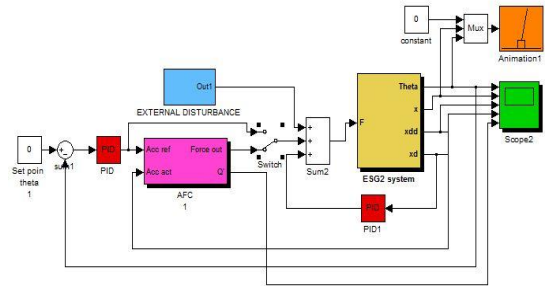 0
constant
Mux
Animation1
Out1
EXTERNAL DISTURBANCE
Theta
x
xdd
xd
F
ESG2 system
Scope2
0
Set poin
theta
1
sum1
PID
PID
Acc ref
Force out
Acc act
Q'
AFC
1
Switch
Sum2
PID
PID1